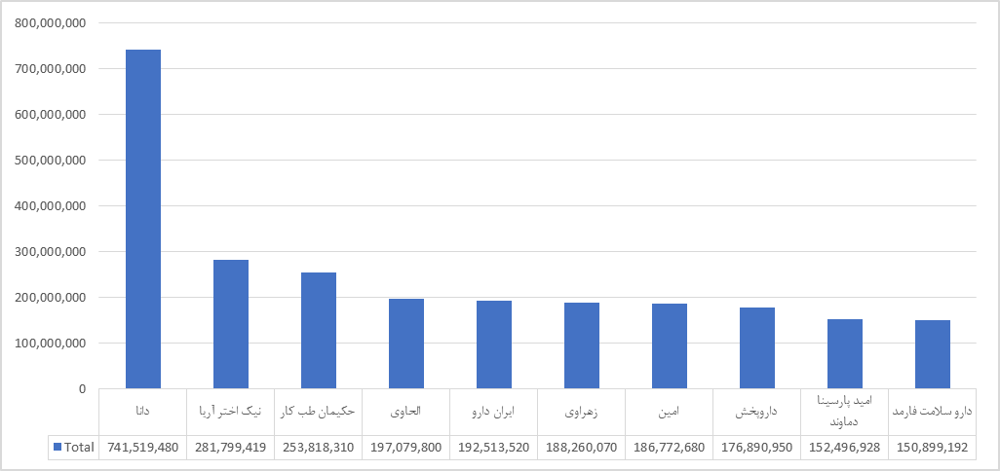 800,000,000
700,000,000
600,000,000
500,000,000
400,000,000
300,000,000
200,000,000
100,000,000
0
دانا
نیک اختر آریا
حکیمان طب کار
الحاوی
ایران دارو
زهراوی
امین
داروپخش
امید پارسینا
دماوند
دارو سلامت فارمد
Total 741,519,480 281,799,419 253,818,310 197,079,800 192,513,520 188,260,070 186,772,680 176,890,950 152,496,928 150,899,192